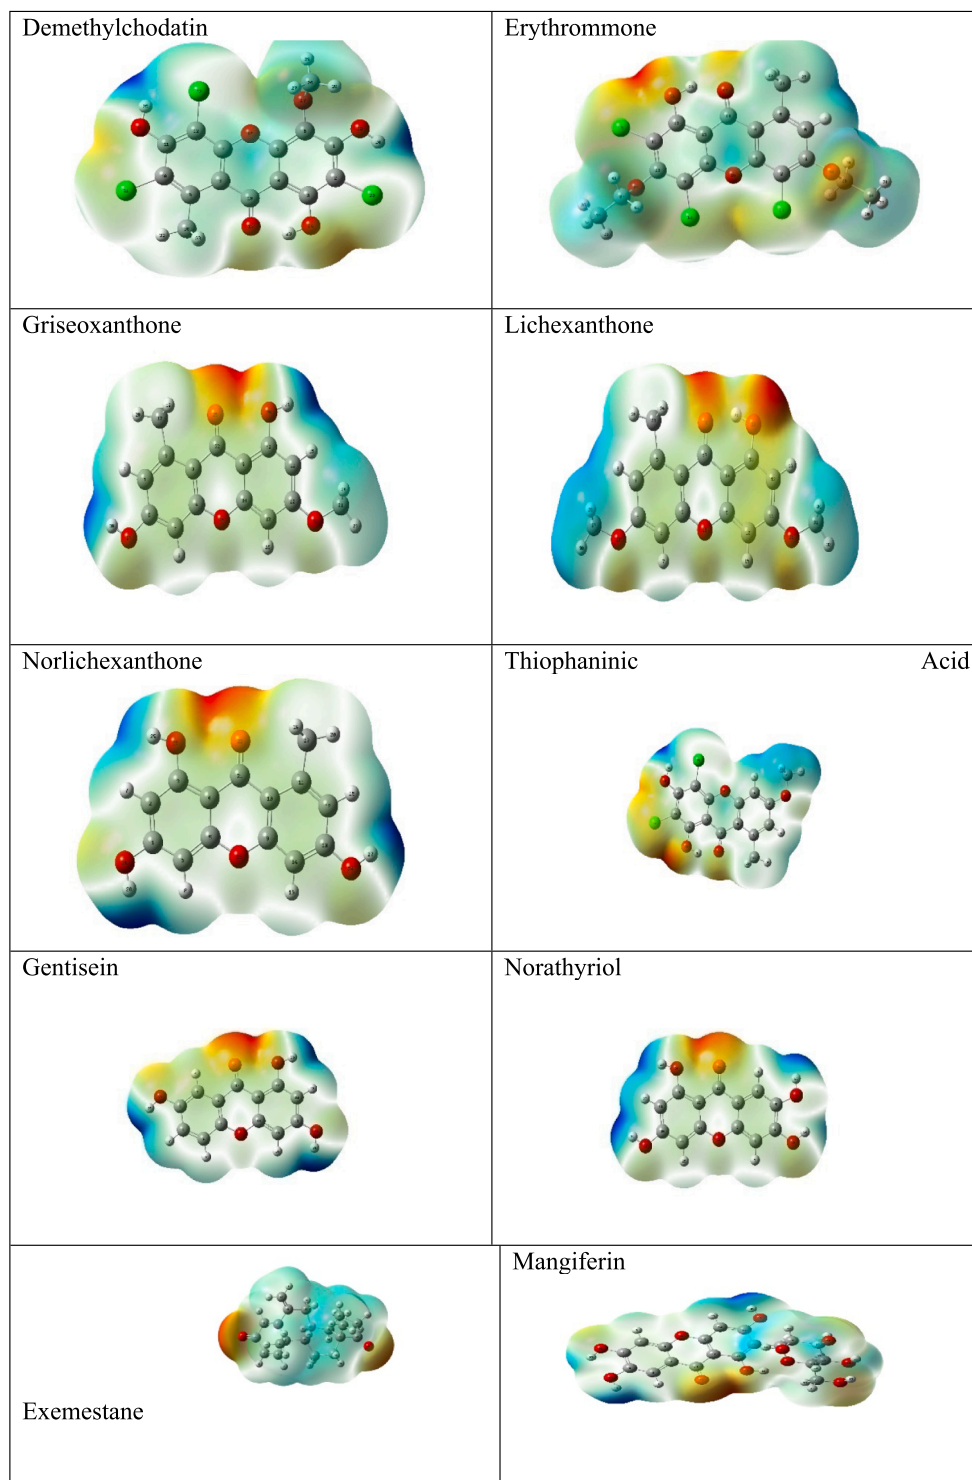 Demethylchodatin
Erythrommone
Griseoxanthone
Lichexanthone
Norlichexanthone
Thiophaninic Acid
Gentisein
Norathyriol
Exemestane
Mangiferin